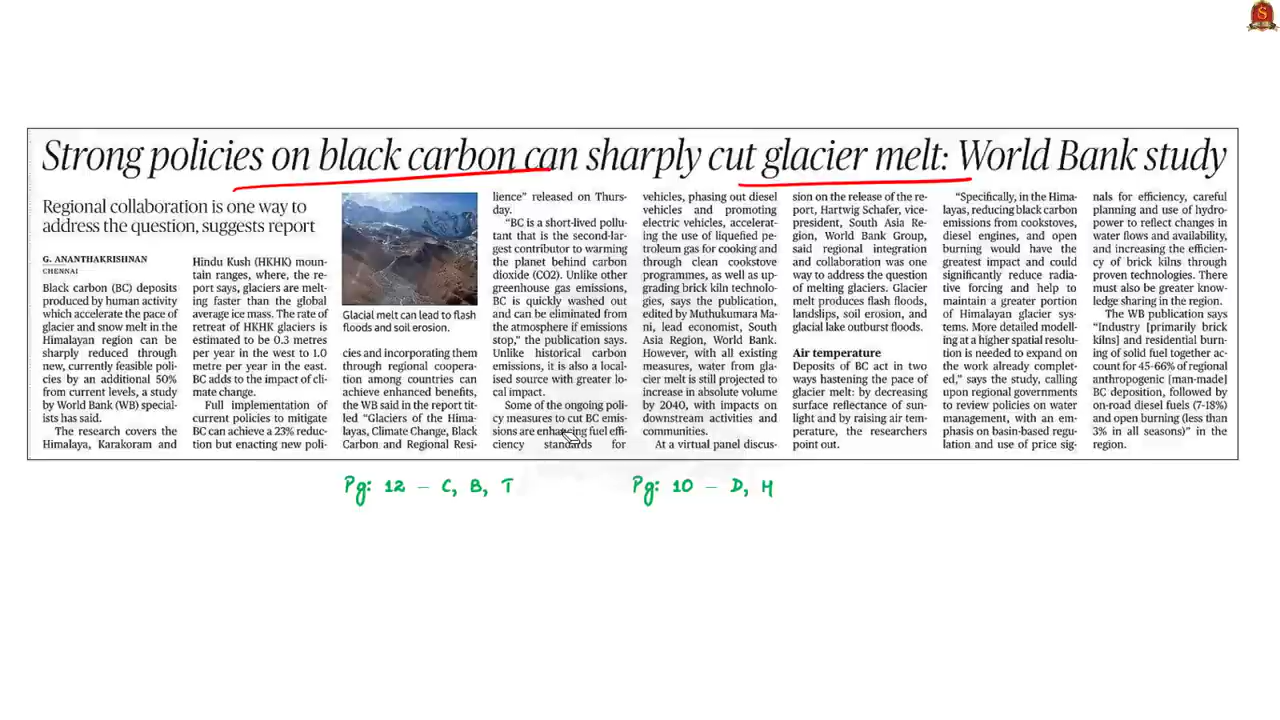 Strong policies on black carbon can sharply cut glacier melt: World Bank study
Regional collaboration is one way to
address the question, suggests report
G. ANANTHAKRISHNAN
CHENNAI
Black carbon (BC) deposits
produced by human activity
which accelerate the pace of
glacier and snow melt in the
Himalayan region can be
sharply reduced through
new, currently feasible poli-
cies by an additional 50%
from current levels, a study
by World Bank (WB) special-
ists has said.
The research covers the
Himalaya, Karakoram and
Hindu Kush (HKHK) moun-
tain ranges, where, the re-
port says, glaciers are melt-
ing faster than the global
average ice mass. The rate of
retreat of HKHK glaciers is
estimated to be 0.3 metres
per year in the west to 1.0
metre per year in the east.
BC adds to the impact of cli-
mate change.
Full implementation of
current policies to mitigate
BC can achieve a 23% reduc-
tion but enacting new poli-
Glacial melt can lead to flash
floods and soil erosion.
cies and incorporating them
through regional coopera-
tion among countries can
achieve enhanced benefits,
the WB said in the report tit-
led “Glaciers of the Hima-
layas, Climate Change, Black
Carbon and Regional Resi-
lience” released on Thurs-
day.
“BC is a short-lived pollu-
tant that is the second-lar-
gest contributor to warming
the planet behind carbon
dioxide (CO2). Unlike other
greenhouse gas emissions,
BC is quickly washed out
and can be eliminated from
the atmosphere if emissions
stop,” the publication says.
Unlike historical carbon
emissions, it is also a local-
ised source with greater lo-
cal impact.
Some of the ongoing poli-
cy measures to cut BC emis-
sions are enhancing fuel effi-
ciency standards for
vehicles, phasing out diesel
vehicles and promoting
electric vehicles, accelerat-
ing the use of liquefied pe-
troleum gas for cooking and
through clean cookstove
programmes, as well as up-
grading brick kiln technolo-
gies, says the publication,
edited by Muthukumara Ma-
ni, lead economist, South
Asia Region, World Bank.
However, with all existing
measures, water from gla-
cier melt is still projected to
increase in absolute volume
by 2040, with impacts on
downstream activities and
communities.
At a virtual panel discus-
sion on the release of the re-
port, Hartwig Schafer, vice-
president, South Asia Re-
gion, World Bank Group,
said regional integration
and collaboration was one
way to address the question
of melting glaciers. Glacier
melt produces flash floods,
landslips, soil erosion, and
glacial lake outburst floods.
Air temperature
Deposits of BC act in two
ways hastening the pace of
glacier melt: by decreasing
surface reflectance of sun-
light and by raising air tem-
perature, the researchers
point out.
“Specifically, in the Hima-
layas, reducing black carbon
emissions from cookstoves,
diesel engines, and open
burning would have the
greatest impact and could
significantly reduce radia-
tive forcing and help to
maintain a greater portion
of Himalayan glacier sys-
tems. More detailed modell-
ing at a higher spatial resolu-
tion is needed to expand on
the work already complet-
ed,” says the study, calling
upon regional governments
to review policies on water
management, with an em-
phasis on basin-based regu-
lation and use of price sig-
nals for efficiency, careful
planning and use of hydro-
power to reflect changes in
water flows and availability,
and increasing the efficien-
cy of brick kilns through
proven technologies. There
must also be greater know-
ledge sharing in the region.
The WB publication says
“Industry [primarily brick
kilns] and residential burn-
ing of solid fuel together ac-
count for 45-66% of regional
anthropogenic [man-made]
BC deposition, followed by
on-road diesel fuels (7-18%)
and open burning (less than
3% in all seasons)” in the
region.
Pg: 12 – C, B, T
Pg: 10 – D, H